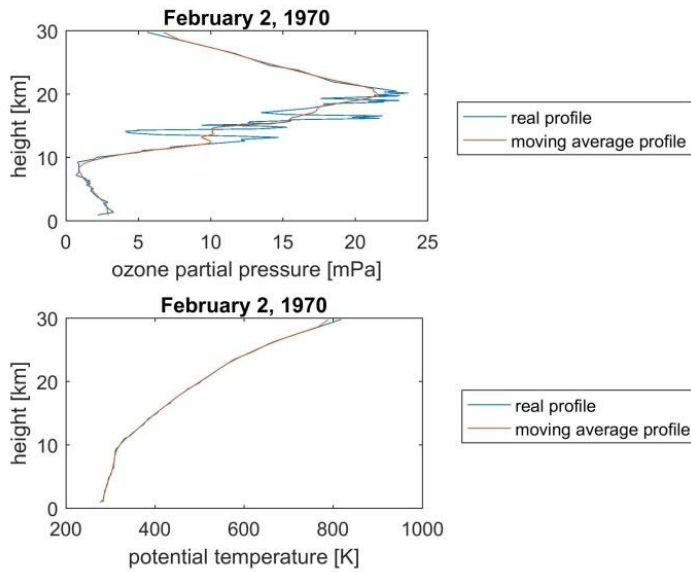 February 2, 1970
30
20
10
0
height [km]
0 5 10 15 20 25
ozone partial pressure [mPa]
real profile
moving average profile
February 2, 1970
30
20
10
0
height [km]
200 400 600 800 1000
potential temperature [K]
real profile
moving average profile